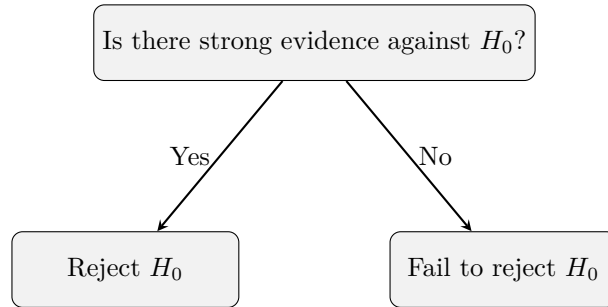 Is there strong evidence against H₀?
Yes
No
Reject H₀
Fail to reject H₀